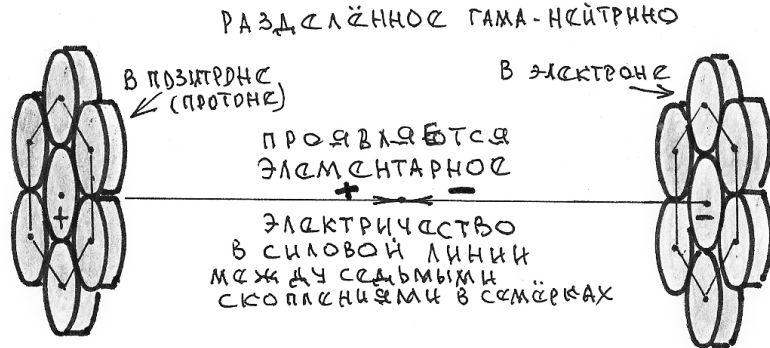 РАЗДЕЛЁННОЕ ГАМА-НЕЙТРИНО
В ПОЗИТРОНЕ
(ПРОТОНЕ)
В ЭЛЕКТРОНЕ
ПРОЯВЛЯЕТСЯ
ЭЛЕМЕНТАРНОЕ
+ −
+ −
ЭЛЕКТРИЧЕСТВО
В СИЛОВОЙ ЛИНИИ
МЕЖДУ СЕДЬМЫМИ
СКОПЛЕНИЯМИ В СЕМЁРКАХ